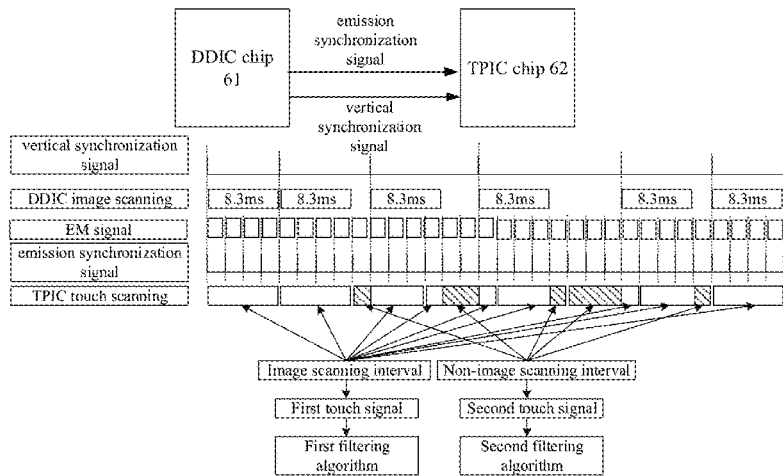 DDIC chip
61
emission
synchronization
signal
vertical
synchronization
signal
TPIC chip 62
vertical synchronization
signal
DDIC image scanning
8.3ms
8.3ms
8.3ms
8.3ms
8.3ms
8.3ms
EM signal
emission synchronization
signal
TPIC touch scanning
Image scanning interval
Non-image scanning interval
First touch signal
Second touch signal
First filtering
algorithm
Second filtering
algorithm